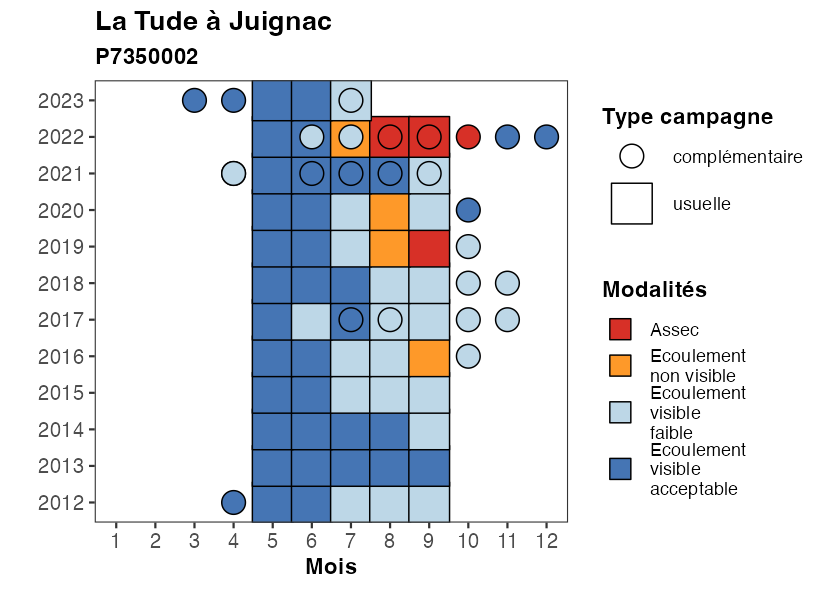 La Tude à Juignac
P7350002
2023
2022
2021
2020
2019
2018
2017
2016
2015
2014
2013
2012
1 2 3 4 5 6 7 8 9 10 11 12
Mois
Type campagne
complémentaire
usuelle
Modalités
Assec
Ecoulement
non visible
Ecoulement
visible
faible
Ecoulement
visible
acceptable